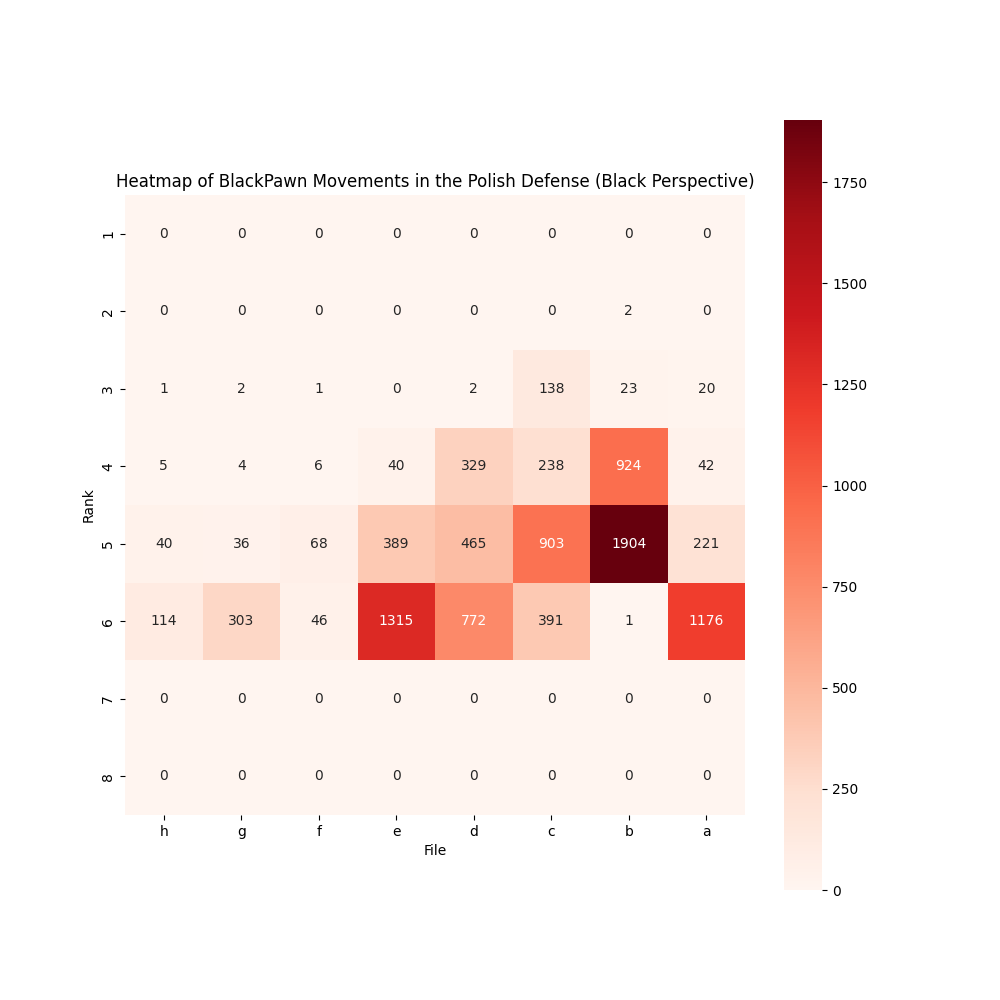 Heatmap of BlackPawn Movements in the Polish Defense (Black Perspective)
1 0 0 0 0 0 0 0 0
2 0 0 0 0 0 0 2 0
3 1 2 1 0 2 138 23 20
4 5 4 6 40 329 238 924 42
5 40 36 68 389 465 903 1904 221
6 114 303 46 1315 772 391 1 1176
7 0 0 0 0 0 0 0 0
8 0 0 0 0 0 0 0 0
h g f e d c b a
File
Rank
1750
1500
1250
1000
750
500
250
0